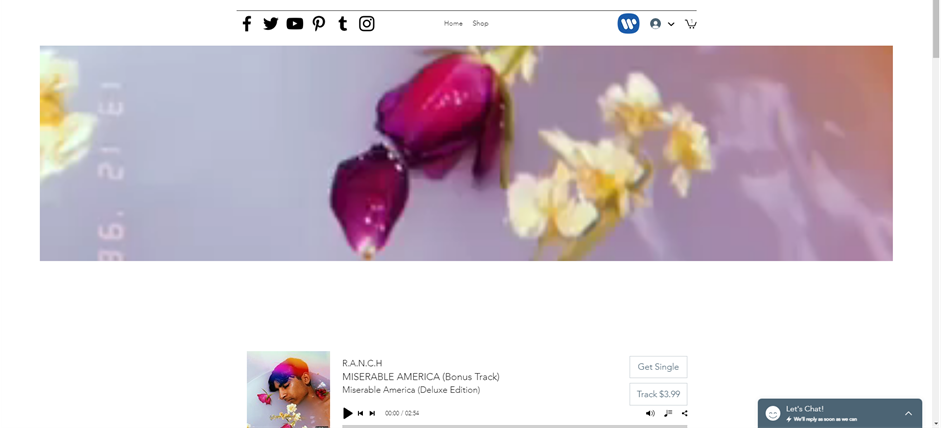 Home Shop
R.A.N.C.H
MISERABLE AMERICA (Bonus Track)
Miserable America (Deluxe Edition)
00:00 / 02:54
Get Single
Track $3.99
Let's Chat!
We'll reply as soon as we can